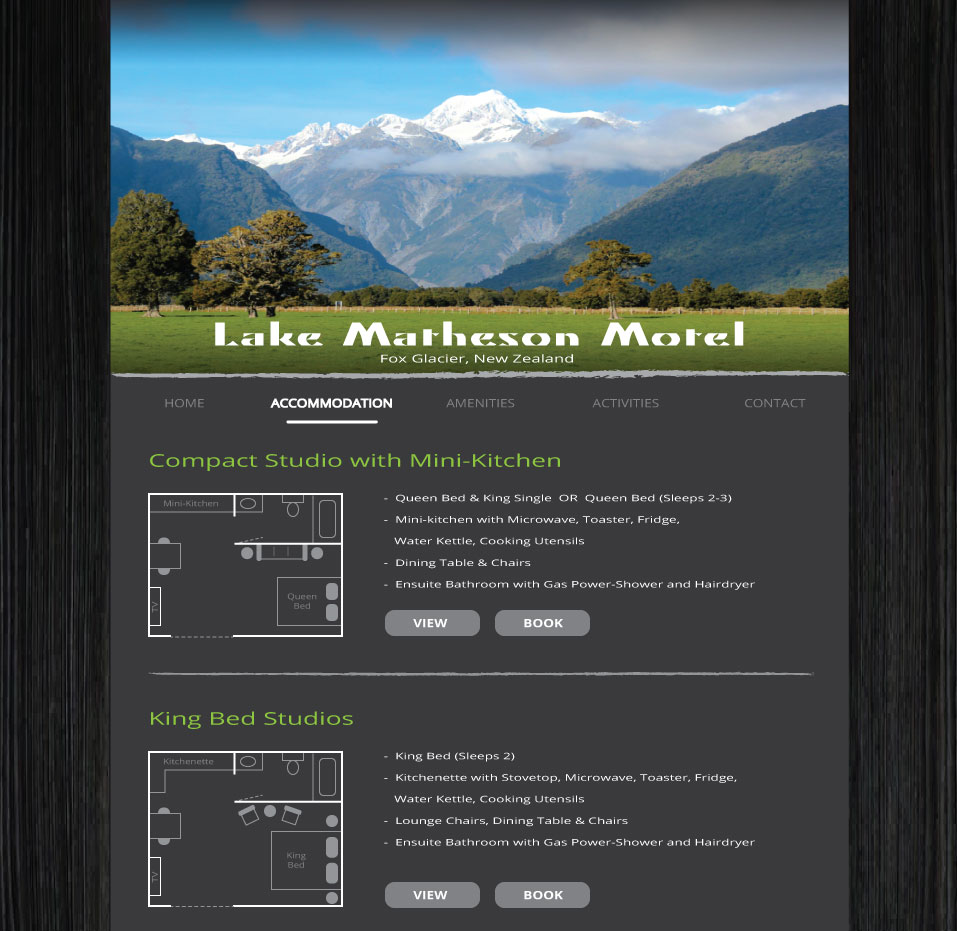 Lake Matheson Motel
Fox Glacier, New Zealand
HOME ACCOMMODATION AMENITIES ACTIVITIES CONTACT
Compact Studio with Mini-Kitchen
Mini-Kitchen
Queen
Bed
TV
- Queen Bed & King Single OR Queen Bed (Sleeps 2-3)
- Mini-kitchen with Microwave, Toaster, Fridge,
Water Kettle, Cooking Utensils
- Dining Table & Chairs
- Ensuite Bathroom with Gas Power-Shower and Hairdryer
VIEW BOOK
King Bed Studios
Kitchenette
King
Bed
TV
- King Bed (Sleeps 2)
- Kitchenette with Stovetop, Microwave, Toaster, Fridge,
Water Kettle, Cooking Utensils
- Lounge Chairs, Dining Table & Chairs
- Ensuite Bathroom with Gas Power-Shower and Hairdryer
VIEW BOOK